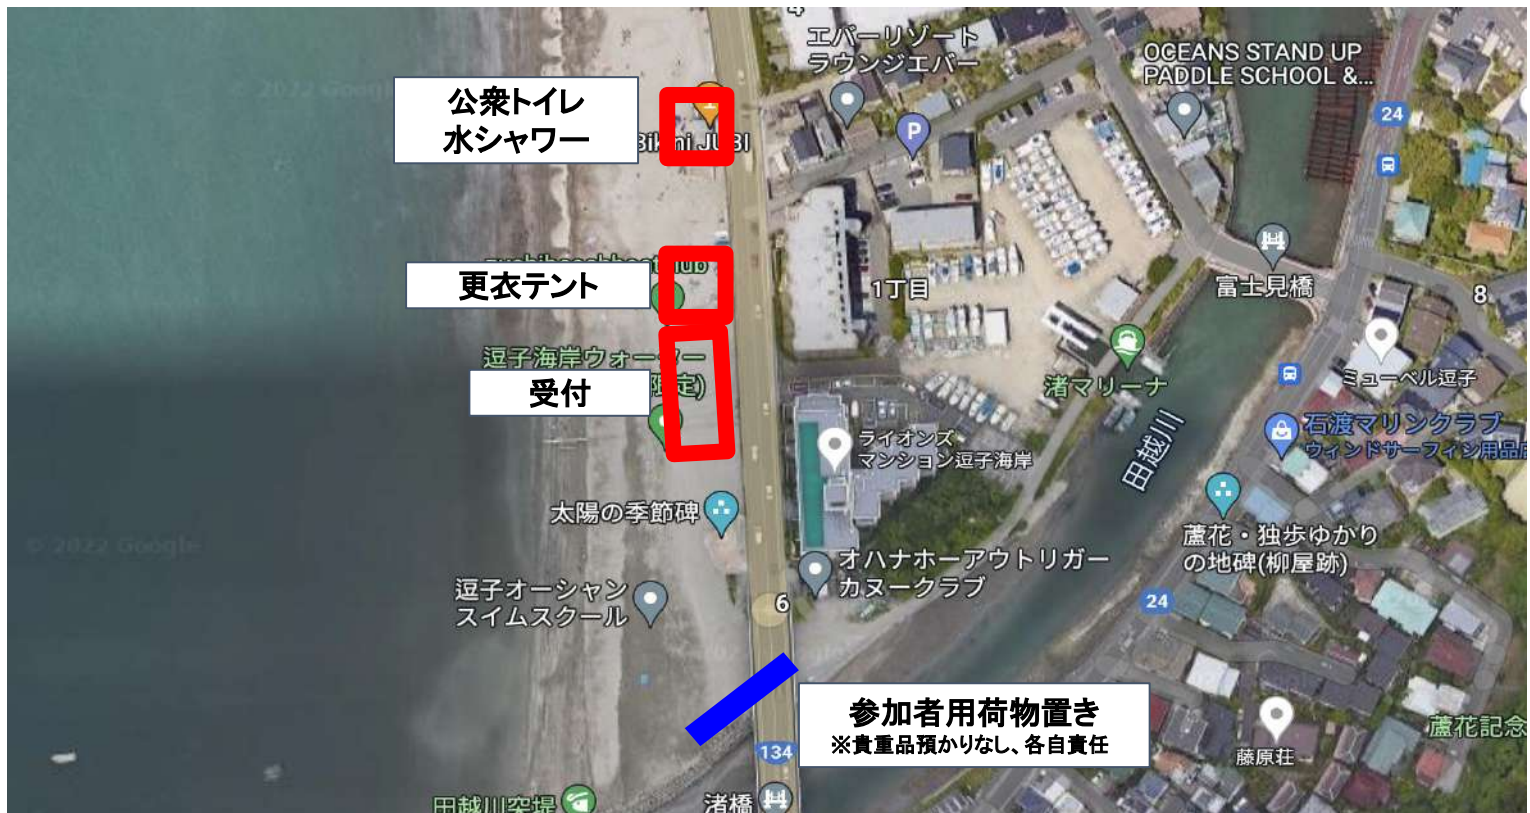 4
エバーリゾート
ラウンジエバー
OCEANS STAND UP
PADDLE SCHOOL &...
公衆トイレ
水シャワー
24
P
© 2022 Google
更衣テント
1丁目
富士見橋
8
逗子海岸ウォーター
受付
渚マリーナ
ミューベル逗子
田越川
石渡マリンクラブ
ウィンドサーフィン用品店
ライオンズ
マンション逗子海岸
太陽の季節碑
© 2022 Google
蘆花・独歩ゆかり
の地碑(柳屋跡)
オハナホーアウトリガー
カヌークラブ
逗子オーシャン
スイムスクール
6
24
参加者用荷物置き
※貴重品預かりなし、各自責任
蘆花記念
134
藤原荘
田越川突堤
渚橋